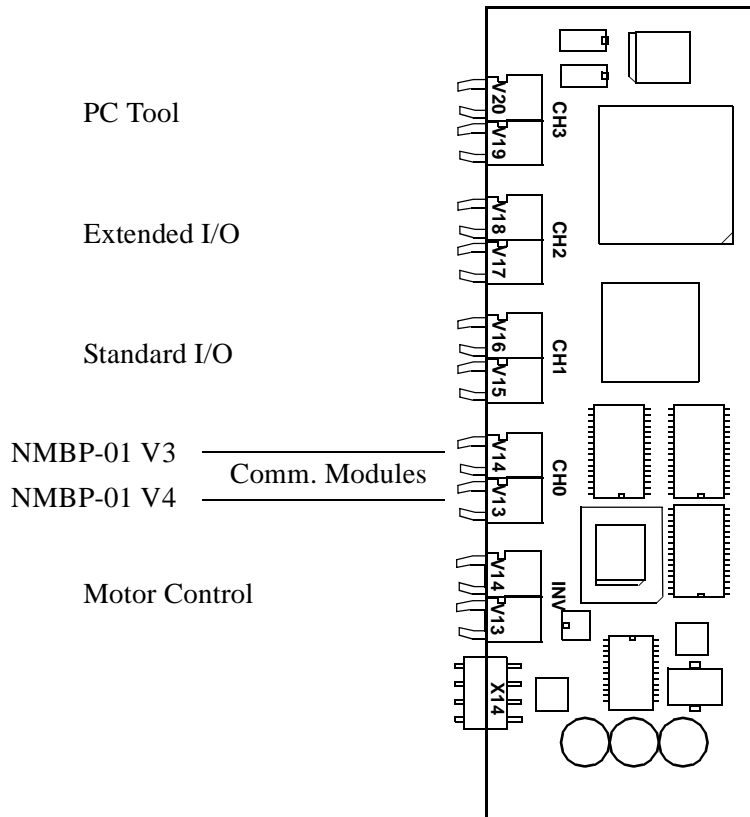 PC Tool
V20
V19
CH3
Extended I/O
V18
V17
CH2
Standard I/O
V16
V15
CH1
NMBP-01 V3
Comm. Modules
NMBP-01 V4
V14
V13
CH0
Motor Control
V14
V13
INV
X14